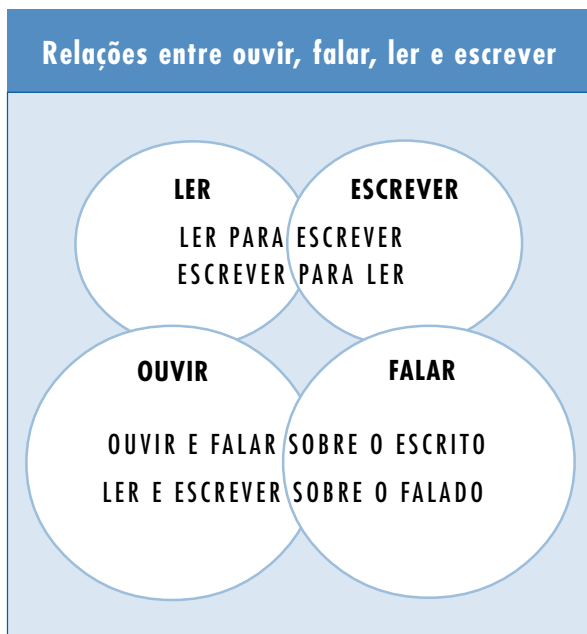 Relações entre ouvir, falar, ler e escrever
LER ESCREVER
LER PARA ESCREVER
ESCREVER PARA LER
OUVIR FALAR
OUVIR E FALAR SOBRE O ESCRITO
LER E ESCREVER SOBRE O FALADO